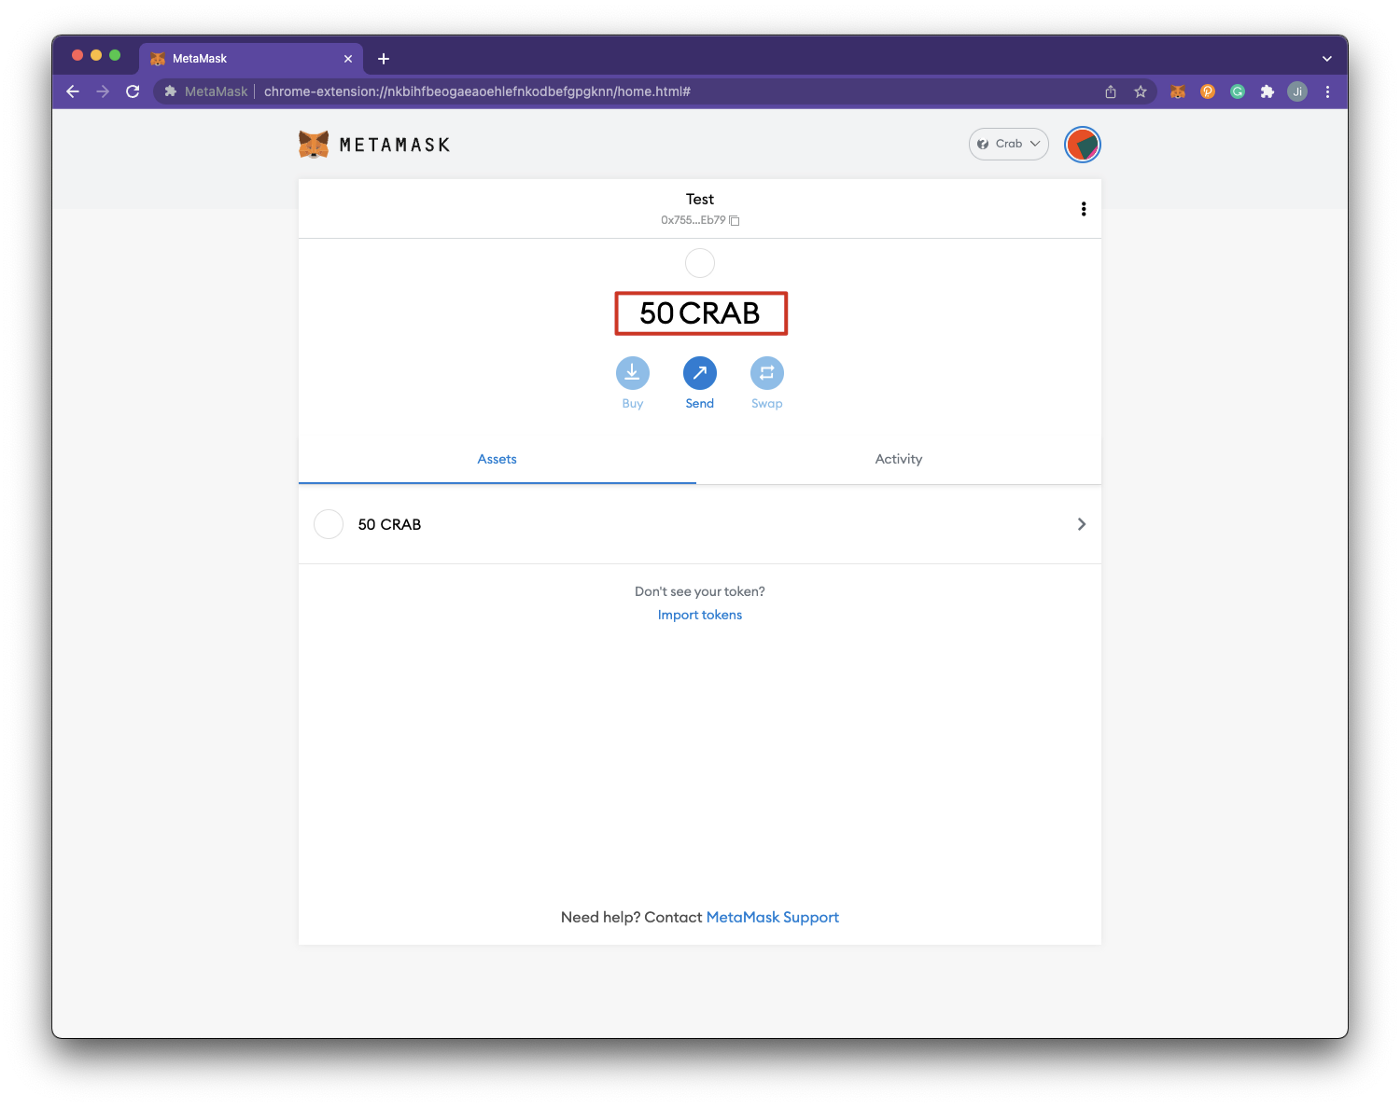 MetaMask
MetaMask | chrome-extension://nkbihfbeogaeaoehlefnkodbefgpgknn/home.html#
Ji
METAMASK
Crab
Test
0x755...Eb79
50 CRAB
Buy
Send
Swap
Assets
Activity
50 CRAB
Don't see your token?
Import tokens
Need help? Contact MetaMask Support